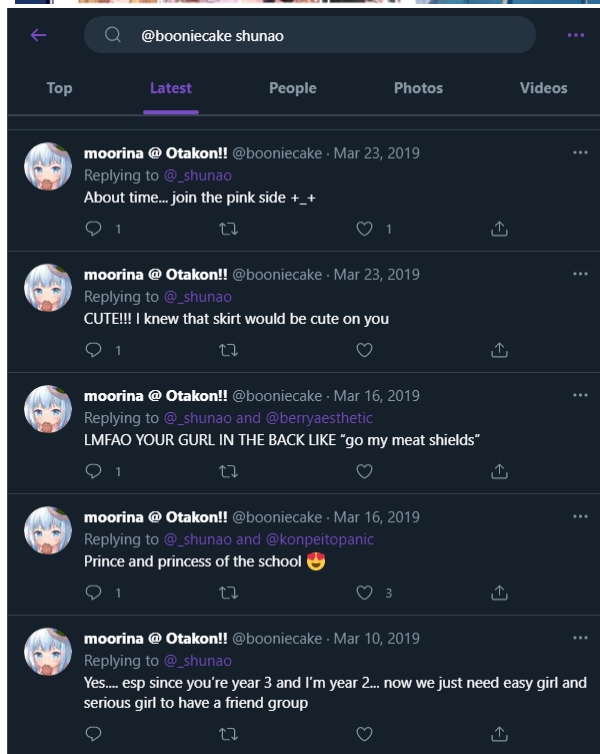 @booniecake shunao
Top Latest People Photos Videos
moorina @ Otakon!! @booniecake · Mar 23, 2019
Replying to @_shunao
About time... join the pink side +_+
1 1
moorina @ Otakon!! @booniecake · Mar 23, 2019
Replying to @_shunao
CUTE!!! I knew that skirt would be cute on you
1
moorina @ Otakon!! @booniecake · Mar 16, 2019
Replying to @_shunao and @berryaesthetic
LMFAO YOUR GURL IN THE BACK LIKE “go my meat shields”
1
moorina @ Otakon!! @booniecake · Mar 16, 2019
Replying to @_shunao and @konpeitopanic
Prince and princess of the school 😍
1 3
moorina @ Otakon!! @booniecake · Mar 10, 2019
Replying to @_shunao
Yes.... esp since you’re year 3 and I’m year 2... now we just need easy girl and
serious girl to have a friend group